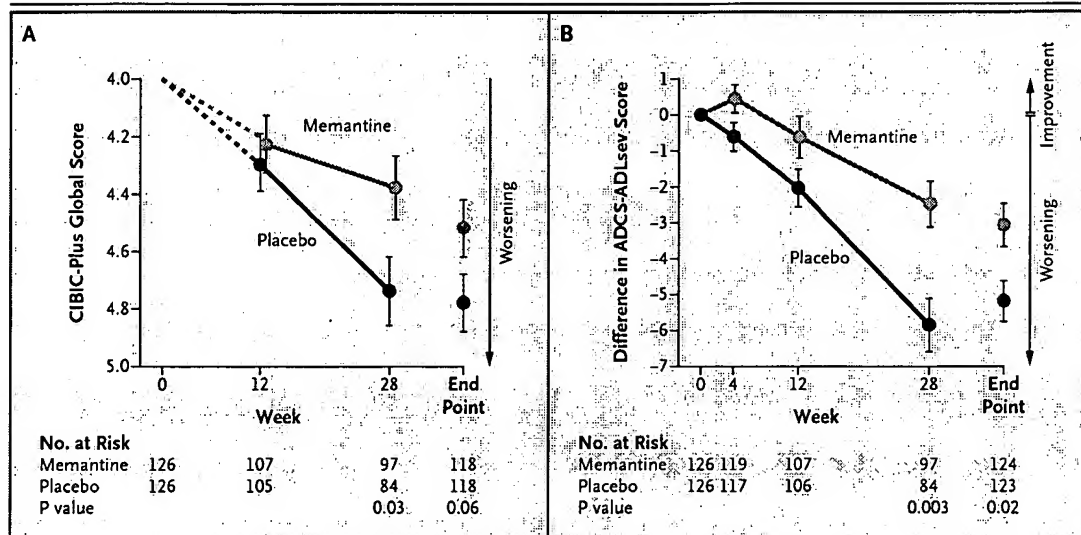 A
CIBIC-Plus Global Score
4.0
4.2
4.4
4.6
4.8
5.0
Memantine
Placebo
Worsening
0
12
28
End
Point
Week
No. at Risk
Memantine 126 107 97 118
Placebo 126 105 84 118
P value 0.03 0.06
B
Difference in ADCS-ADLsev Score
1
0
−1
−2
−3
−4
−5
−6
−7
Memantine
Placebo
Improvement
Worsening
0
4
12
28
End
Point
Week
No. at Risk
Memantine 126 119 107 97 124
Placebo 126 117 106 84 123
P value 0.003 0.02